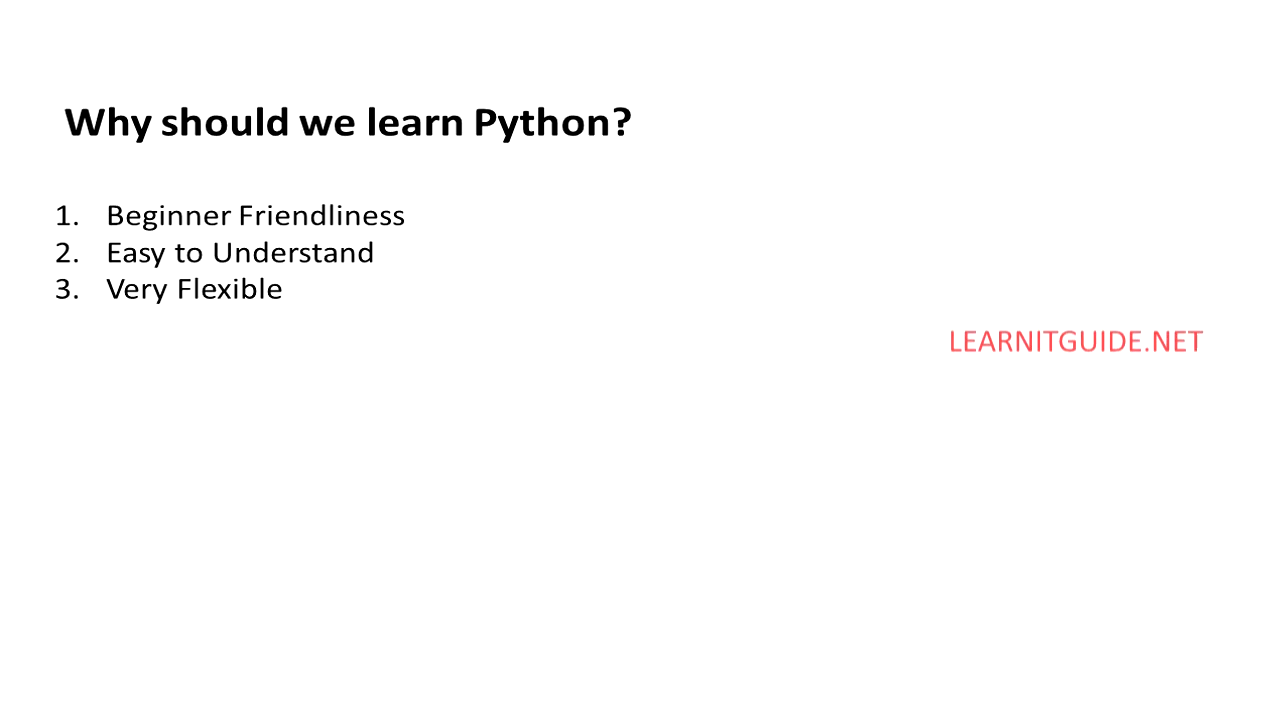 Why should we learn Python?
1. Beginner Friendliness
2. Easy to Understand
3. Very Flexible
LEARNITGUIDE.NET